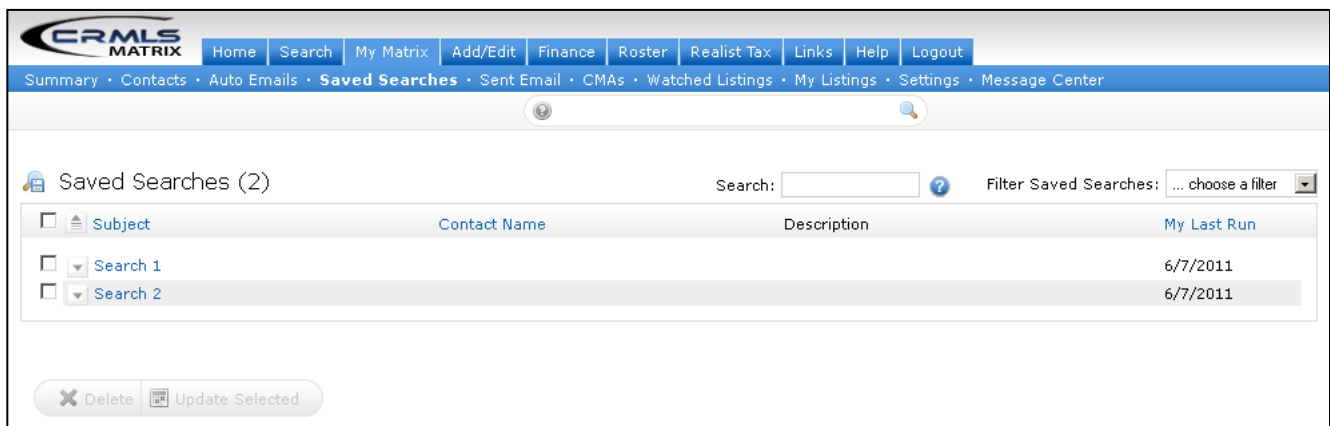 CRMLS
MATRIX
Home Search My Matrix Add/Edit Finance Roster Realist Tax Links Help Logout
Summary • Contacts • Auto Emails • Saved Searches • Sent Email • CMAs • Watched Listings • My Listings • Settings • Message Center
Saved Searches (2) Search: ? Filter Saved Searches: ... choose a filter
Subject Contact Name Description My Last Run
Search 1 6/7/2011
Search 2 6/7/2011
Delete Update Selected